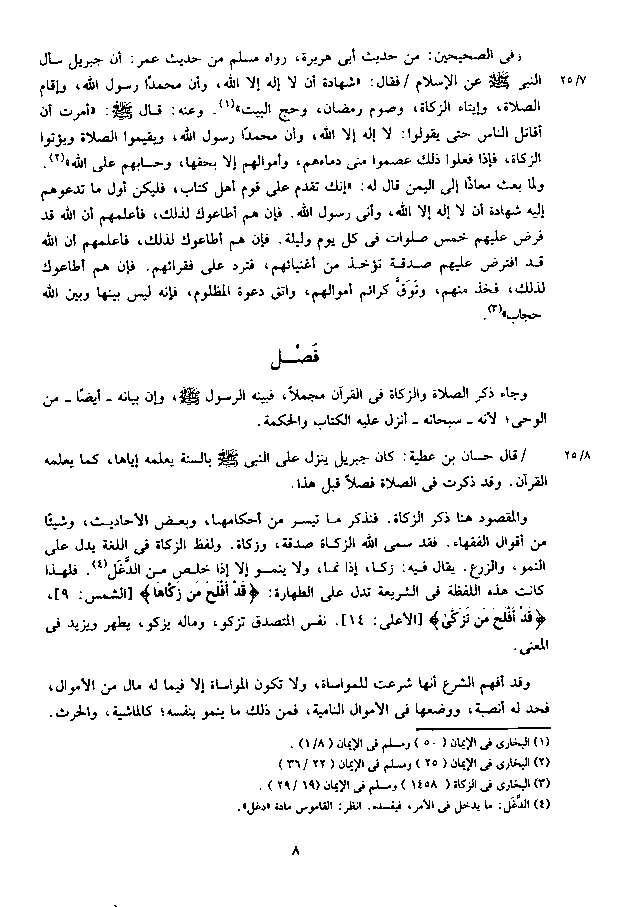 وفى الصحيحين: من حديث أبى هريرة، رواه مسلم من حديث عمر: أن جبريل سأل
٢٥/٧ النبى ﷺ عن الإسلام / فقال: «شهادة أن لا إله إلا الله، وأن محمدًا رسول الله، وإقام
الصلاة، وإيتاء الزكاة، وصوم رمضان، وحج البيت»(١). وعنه: قال ﷺ: «أمرت أن
أقاتل الناس حتى يقولوا: لا إله إلا الله، وأن محمدًا رسول الله، ويقيموا الصلاة ويؤتوا
الزكاة، فإذا فعلوا ذلك عصموا منى دماءهم، وأموالهم إلا بحقها، وحسابهم على الله»(٢).
ولما بعث معاذًا إلى اليمن قال له: «إنك تقدم على قوم أهل كتاب، فليكن أول ما تدعوهم
إليه شهادة أن لا إله إلا الله، وأنى رسول الله. فإن هم أطاعوك لذلك، فأعلمهم أن الله قد
فرض عليهم خمس صلوات فى كل يوم وليلة. فإن هم أطاعوك لذلك، فأعلمهم أن الله
قد افترض عليهم صدقة تؤخذ من أغنيائهم، فترد على فقرائهم. فإن هم أطاعوك
لذلك، فخذ منهم، وتَوَقَّ كرائم أموالهم، واتق دعوة المظلوم، فإنه ليس بينها وبين الله
حجاب»(٣).
فَصْـل
وجاء ذكر الصلاة والزكاة فى القرآن مجملاً، فبينه الرسول ﷺ، وإن بيانه ـ أيضًا ـ من
الوحى؛ لأنه ـ سبحانه ـ أنزل عليه الكتاب والحكمة.
٢٥/٨ / قال حسان بن عطية: كان جبريل ينزل على النبى ﷺ بالسنة يعلمه إياها، كما يعلمه
القرآن. وقد ذكرت فى الصلاة فصلاً قبل هذا.
والمقصود هنا ذكر الزكاة. فنذكر ما تيسر من أحكامها، وبعض الأحاديث، وشيئًا
من أقوال الفقهاء. فقد سمى الله الزكاة صدقة، وزكاة. ولفظ الزكاة فى اللغة يدل على
النمو، والزرع. يقال فيه: زكا، إذا نما، ولا ينمو إلا إذا خلص من الدَّغَل(٤). فلهذا
كانت هذه اللفظة فى الشريعة تدل على الطهارة: ﴿قَدْ أَفْلَحَ مَن زَكَّاهَا﴾ [الشمس: ٩]،
﴿قَدْ أَفْلَحَ مَن تَزَكَّىٰ﴾ [الأعلى: ١٤]. نفس المتصدق تزكو، وماله يزكو، يطهر ويزيد فى
المعنى.
وقد أفهم الشرع أنها شرعت للمواساة، ولا تكون المواساة إلا فيما له مال من الأموال،
فحد له أنصبة، ووضعها فى الأموال النامية، فمن ذلك ما ينمو بنفسه؛ كالماشية، والحرث.
(١) البخارى فى الإيمان (٥٠) ومسلم فى الإيمان (١/٨).
(٢) البخارى فى الإيمان (٢٥) ومسلم فى الإيمان (٣٦/٢٢)
(٣) البخارى فى الزكاة (١٤٥٨) ومسلم فى الإيمان (٢٩/١٩).
(٤) الدَّغَل: ما يدخل فى الأمر، فيفسده. انظر: القاموس مادة «دغل».
٨